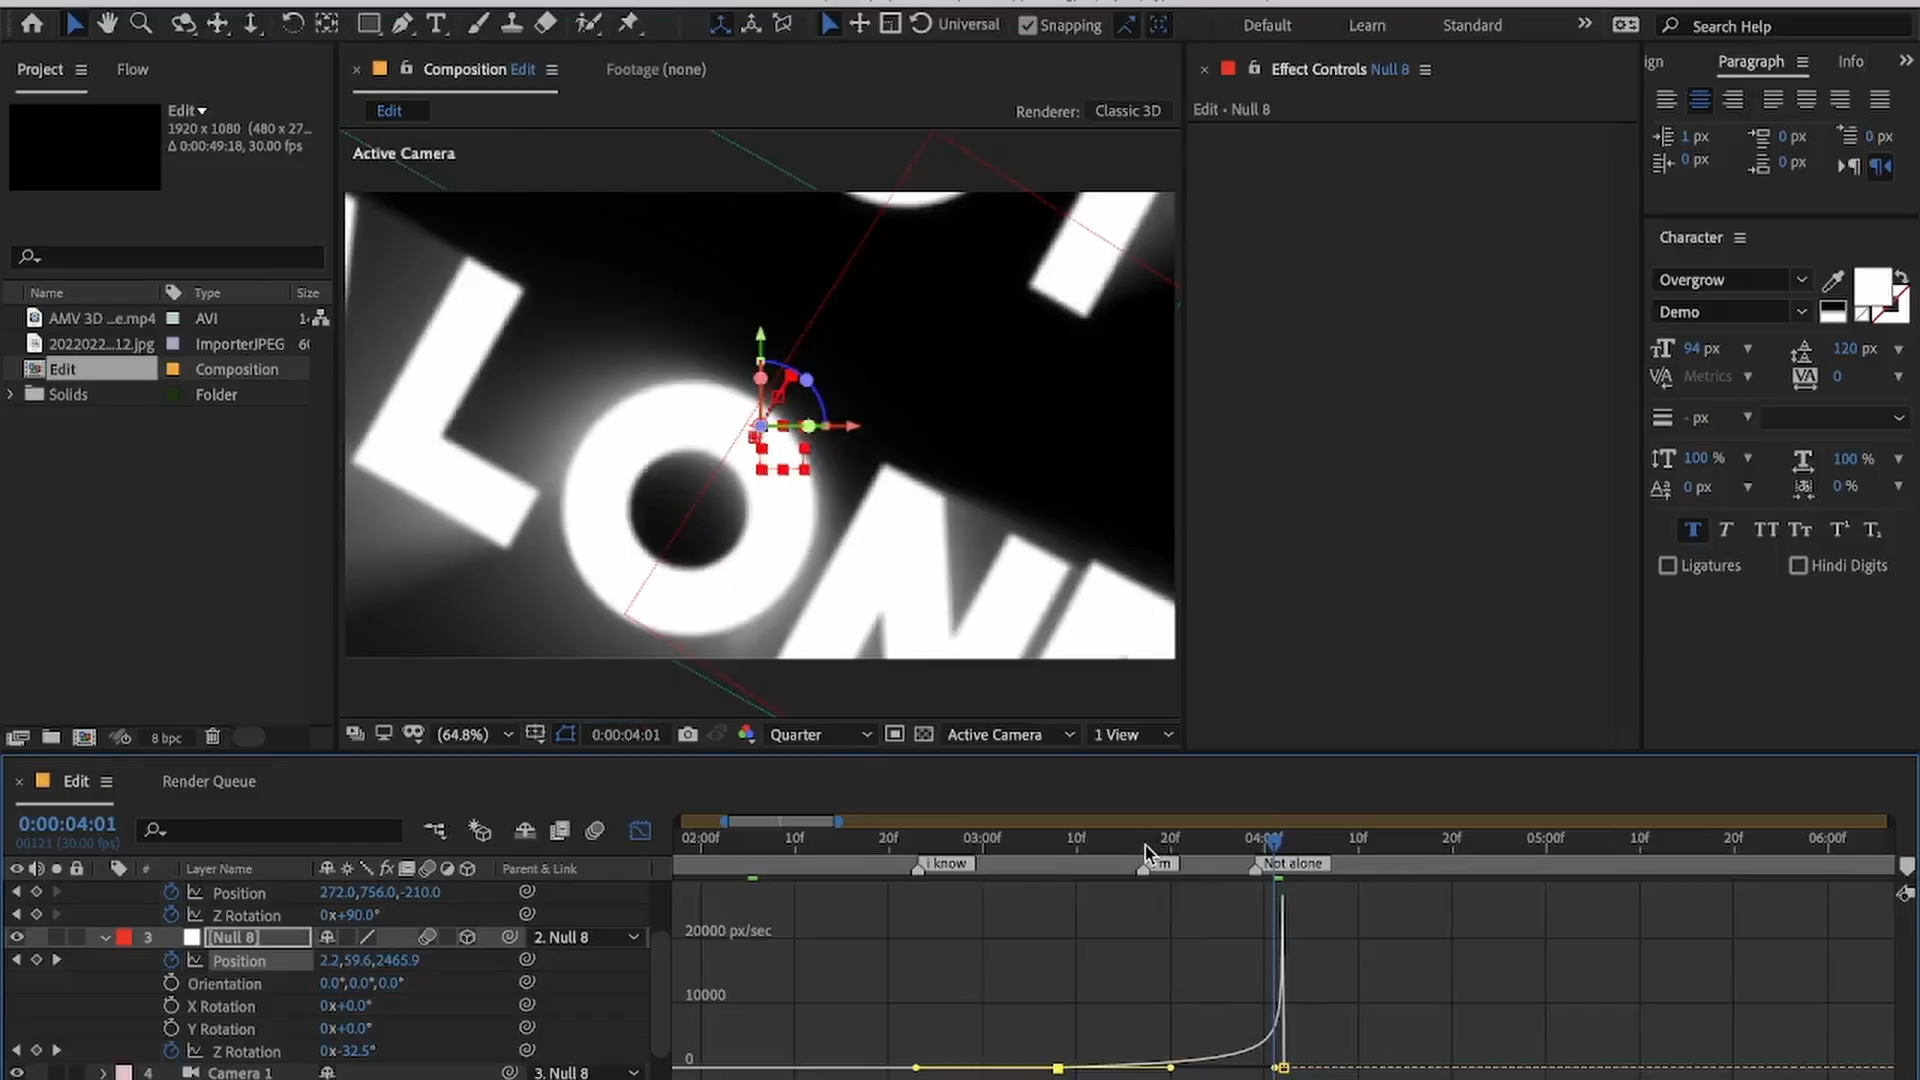 Universal
Snapping
Default
Learn
Standard
Search Help
Project
Flow
Composition Edit
Footage (none)
Effect Controls Null 8
ign
Paragraph
Info
Edit
1920 x 1080 (480 x 27...
Δ 0:00:49:18, 30.00 fps
Edit
Renderer:
Classic 3D
Edit • Null 8
Active Camera
1 px
0 px
0 px
0 px
0 px
Character
Name
Type
Size
AMV 3D ...e.mp4
AVI
2022022...12.jpg
ImporterJPEG
Edit
Composition
Solids
Folder
LON
Overgrow
Demo
94 px
120 px
Metrics
0
- px
100 %
100 %
0 px
0 %
T T TT Tt T¹ T₁
Ligatures
Hindi Digits
8 bpc
(64.8%)
0:00:04:01
Quarter
Active Camera
1 View
Edit
Render Queue
0:00:04:01
00121 (30.00 fps)
02:00f
10f
20f
03:00f
10f
20f
04:00f
10f
20f
05:00f
10f
20f
06:00f
#
Layer Name
fx
Parent & Link
i know
Not alone
Position
272.0,756.0,-210.0
Z Rotation
0x+90.0°
3
[Null 8]
2. Null 8
Position
2.2,59.6,2465.9
Orientation
0.0°,0.0°,0.0°
X Rotation
0x+0.0°
Y Rotation
0x+0.0°
Z Rotation
0x-32.5°
4
Camera 1
3. Null 8
20000 px/sec
10000
0